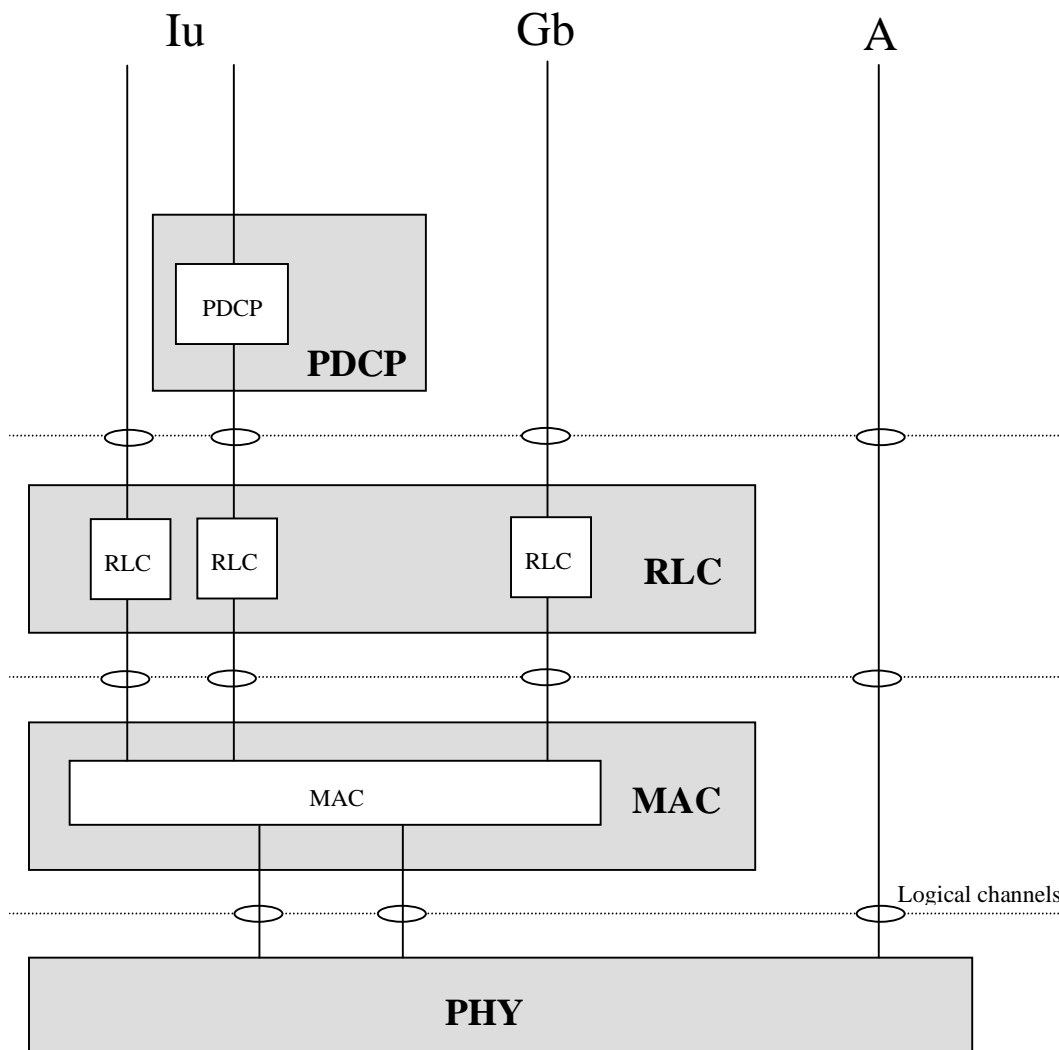 Iu Gb A
PDCP
PDCP
RLC RLC RLC
RLC
MAC
MAC
Logical channels
PHY